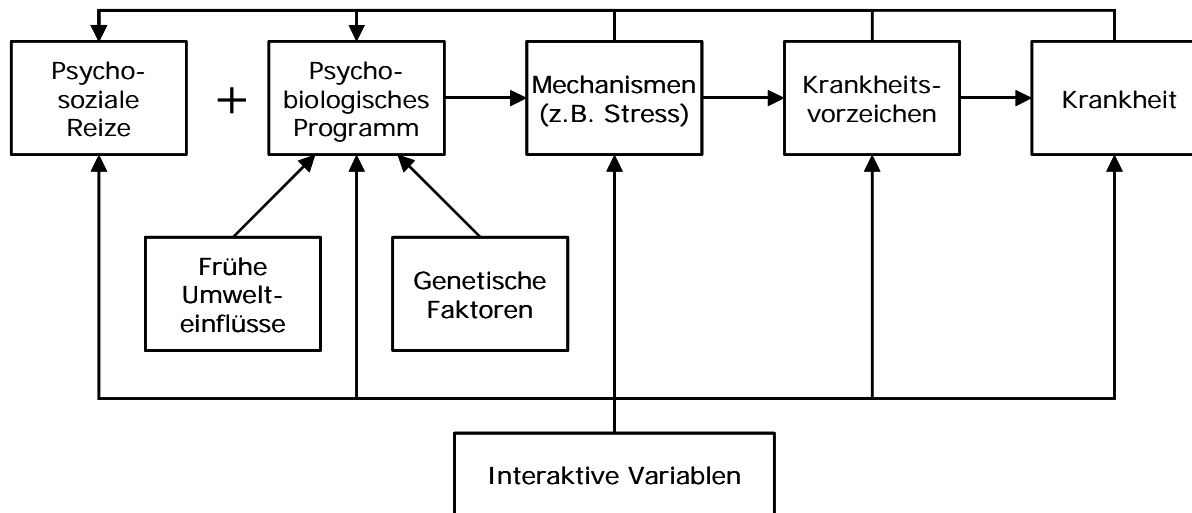 Psycho-
soziale
Reize
+
Psycho-
biologisches
Programm
Mechanismen
(z.B. Stress)
Krankheits-
vorzeichen
Krankheit
Frühe
Umwelt-
einflüsse
Genetische
Faktoren
Interaktive Variablen